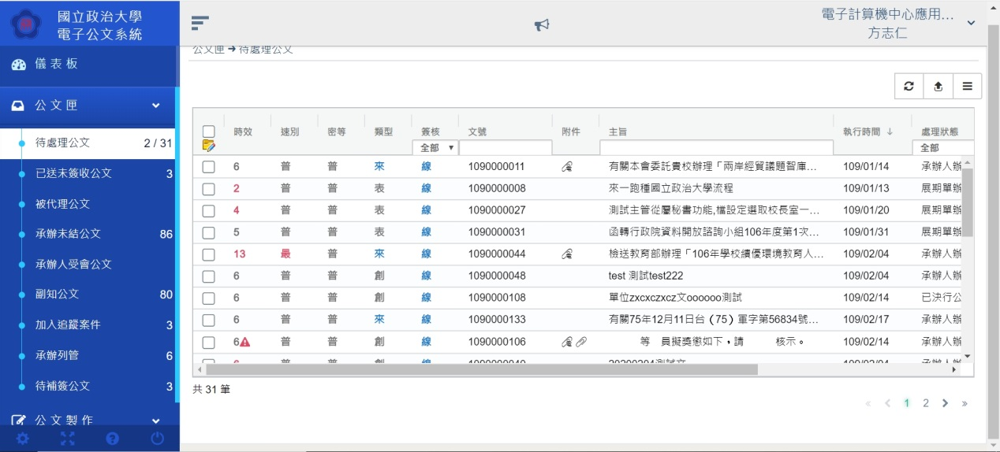 國立政治大學
電子公文系統
電子計算機中心應用...
方志仁
儀表板
公文匣
待處理公文 2 / 31
已送未簽收公文 3
被代理公文
承辦未結公文 86
承辦人受會公文
副知公文 80
加入追蹤案件 3
承辦列管 6
待補簽公文 3
公文製作
公文匣 → 待處理公文
時效 速別 密等 類型 簽核 文號 附件 主旨 執行時間 ↓ 處理狀態
全部 ▼ 全部
6 普 普 來 線 1090000011 有關本會委託貴校辦理「兩岸經貿議題智庫... 109/01/14 承辦人辦
2 普 普 表 線 1090000008 來一跑種國立政治大學流程 109/01/13 展期單辦
4 普 普 表 線 1090000027 測試主管從屬秘書功能,檔設定選取校長室一... 109/01/20 展期單辦
5 普 普 表 線 1090000031 函轉行政院資料開放諮詢小組106年度第1次... 109/01/31 展期單辦
13 最 普 來 線 1090000044 檢送教育部辦理「106年學校績優環境教育人... 109/02/04 承辦人辦
6 普 普 創 線 1090000048 test 測試test222 109/02/04 承辦人辦
6 普 普 創 線 1090000108 單位zxcxczxcz文oooooo測試 109/02/14 已決行公
6 普 普 來 線 1090000133 有關75年12月11日台（75）軍字第56834號... 109/02/17 承辦人辦
6 普 普 創 線 1090000106 等 員擬獎懲如下，請 核示。 109/02/14 承辦人辦
共 31 筆
« ‹ 1 2 › »